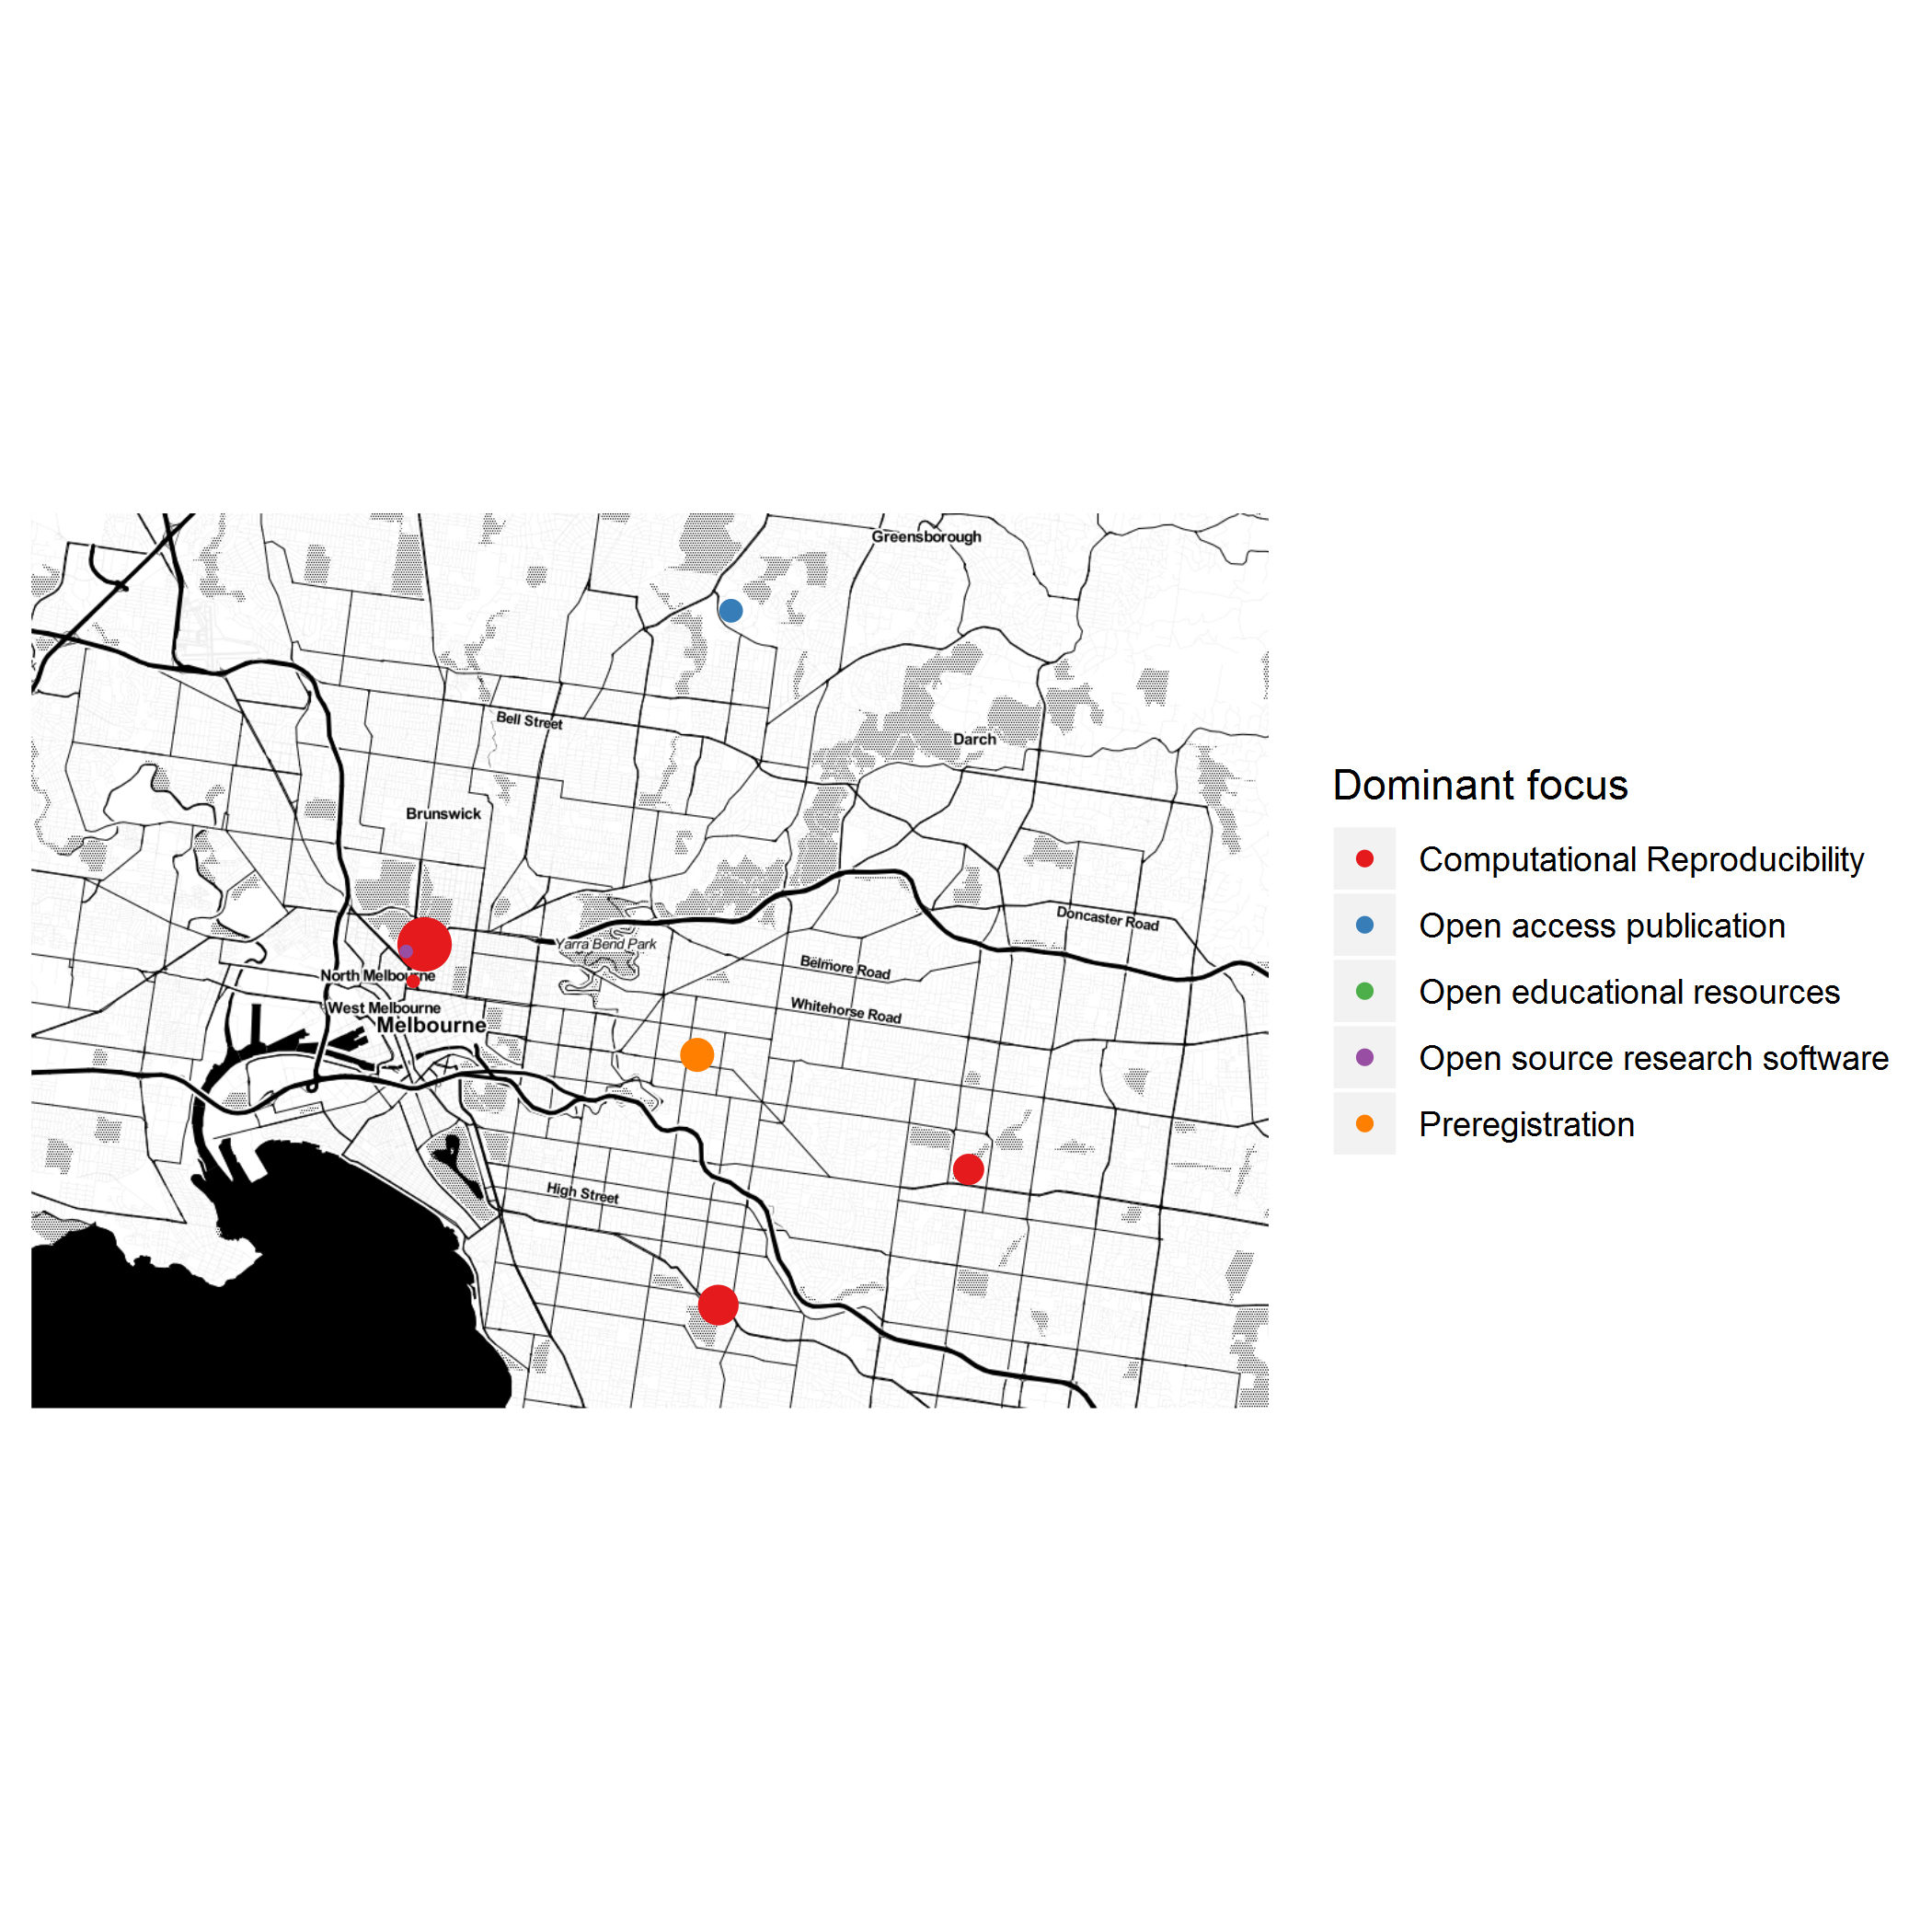 Greensborough
Bell Street
Darch
Brunswick
Doncaster Road
Yarra Bend Park
Belmore Road
North Melbourne
West Melbourne
Whitehorse Road
Melbourne
High Street
Dominant focus
Computational Reproducibility
Open access publication
Open educational resources
Open source research software
Preregistration